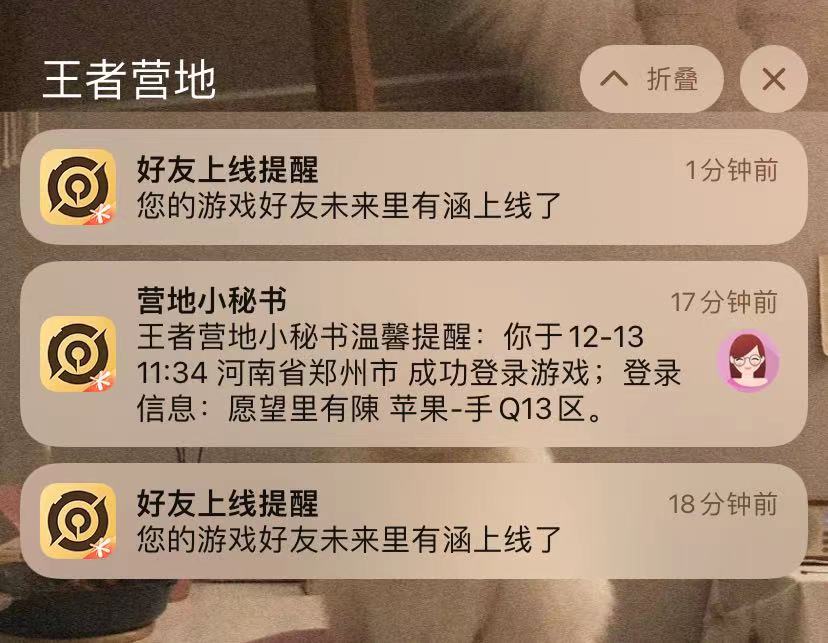 王者营地
折叠
好友上线提醒
1分钟前
您的游戏好友未来里有涵上线了
营地小秘书
17分钟前
王者营地小秘书温馨提醒：你于12-13
11:34 河南省郑州市 成功登录游戏；登录
信息：愿望里有陳 苹果-手Q13区。
好友上线提醒
18分钟前
您的游戏好友未来里有涵上线了